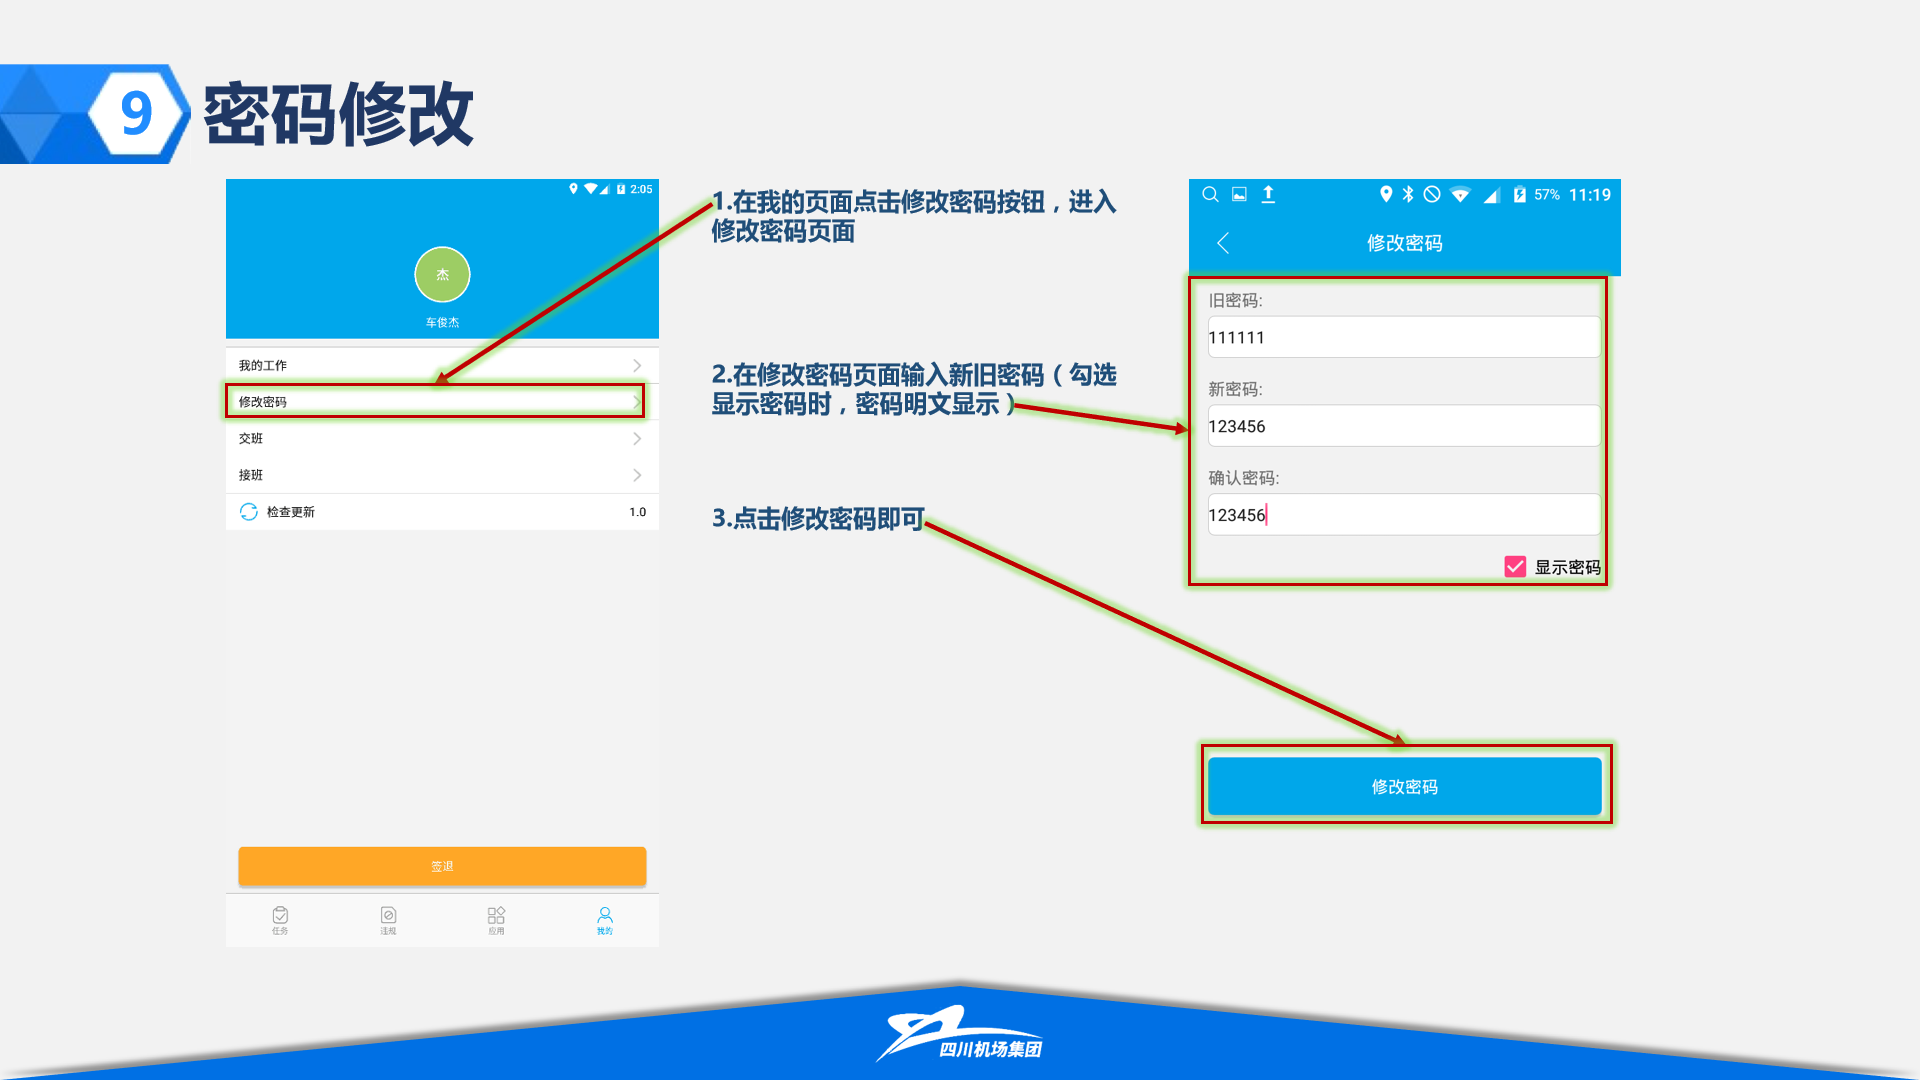 9
密码修改
2:05
杰
车俊杰
我的工作
修改密码
交班
接班
检查更新
1.0
签退
任务
违规
应用
我的
1.在我的页面点击修改密码按钮，进入
修改密码页面
2.在修改密码页面输入新旧密码（勾选
显示密码时，密码明文显示）
3.点击修改密码即可
57%
11:19
修改密码
旧密码:
111111
新密码:
123456
确认密码:
123456
显示密码
修改密码
四川机场集团